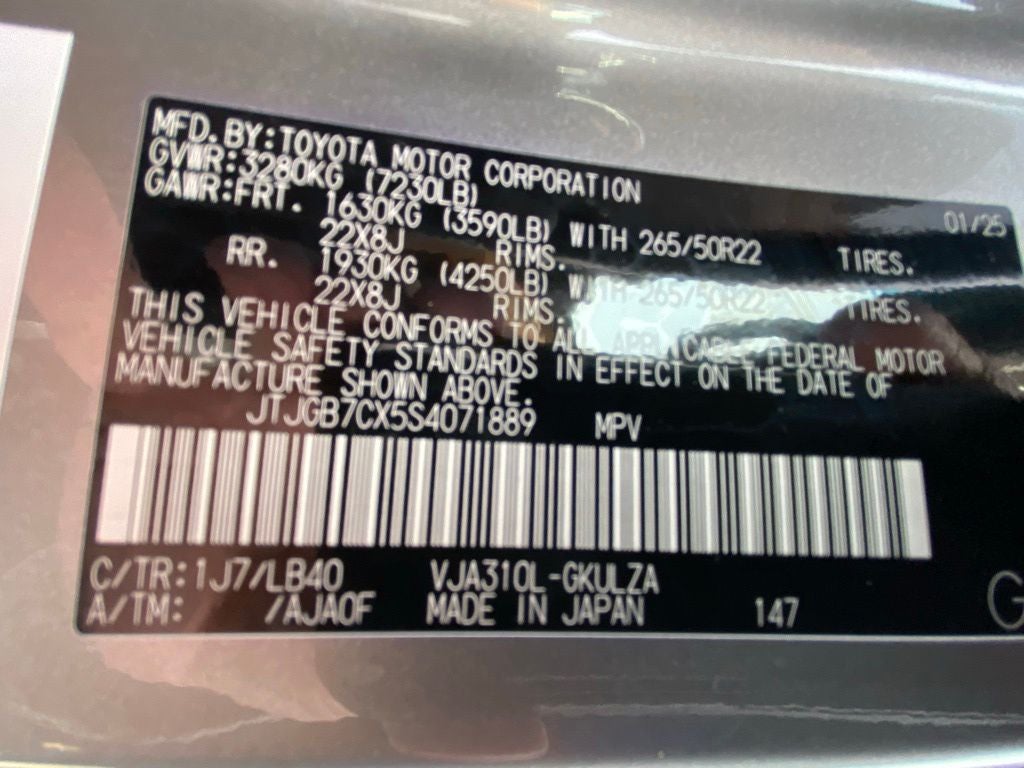 MFD.BY:TOYOTA MOTOR CORPORATION 01/25
GVWR:3280KG (7230LB)
GAWR:FRT. 1630KG (3590LB) WITH 265/50R22 TIRES.
22X8J RIMS.
RR. 1930KG (4250LB) WITH 265/50R22 TIRES.
22X8J RIMS.
THIS VEHICLE CONFORMS TO ALL APPLICABLE FEDERAL MOTOR
VEHICLE SAFETY STANDARDS IN EFFECT ON THE DATE OF
MANUFACTURE SHOWN ABOVE.
JTJGB7CX5S4071889 MPV
C/TR:1J7/LB40 VJA310L-GKULZA
A/TM: /AJA0F MADE IN JAPAN 147 G